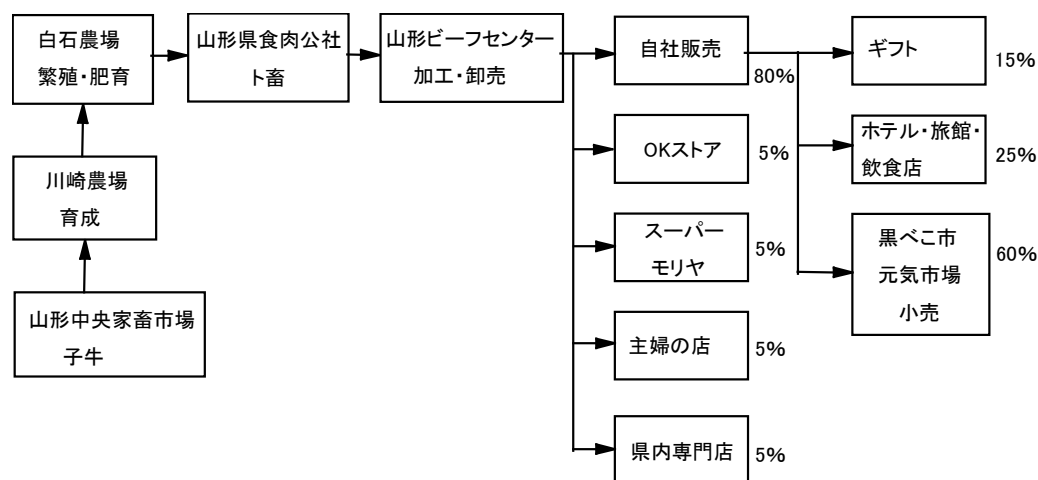 白石農場
繁殖・肥育
山形県食肉公社
ト畜
山形ビーフセンター
加工・卸売
自社販売
80%
ギフト
15%
川崎農場
育成
OKストア
5%
ホテル・旅館・
飲食店
25%
スーパー
モリヤ
5%
黒べこ市
元気市場
小売
60%
山形中央家畜市場
子牛
主婦の店
5%
県内専門店
5%